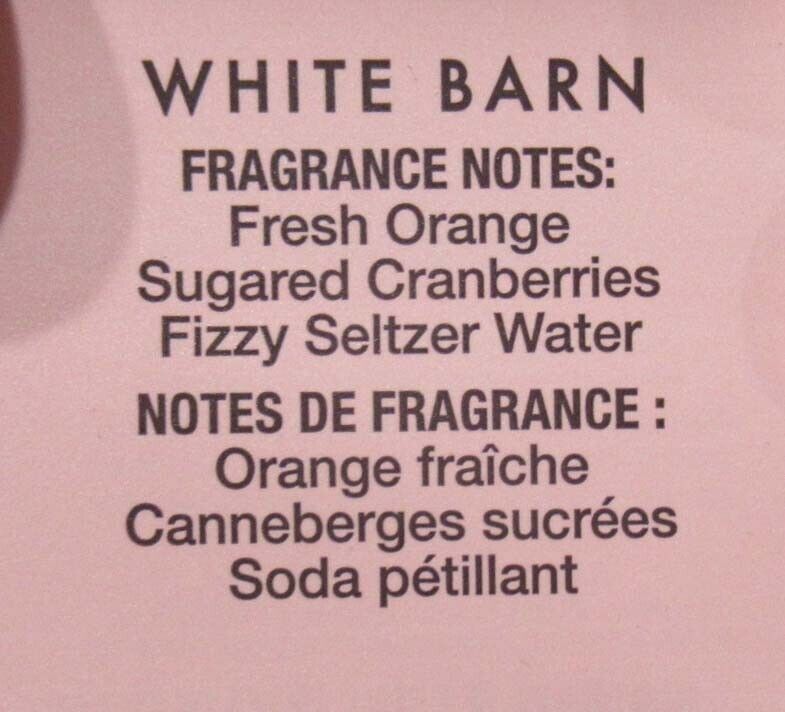 WHITE BARN
FRAGRANCE NOTES:
Fresh Orange
Sugared Cranberries
Fizzy Seltzer Water
NOTES DE FRAGRANCE :
Orange fraîche
Canneberges sucrées
Soda pétillant